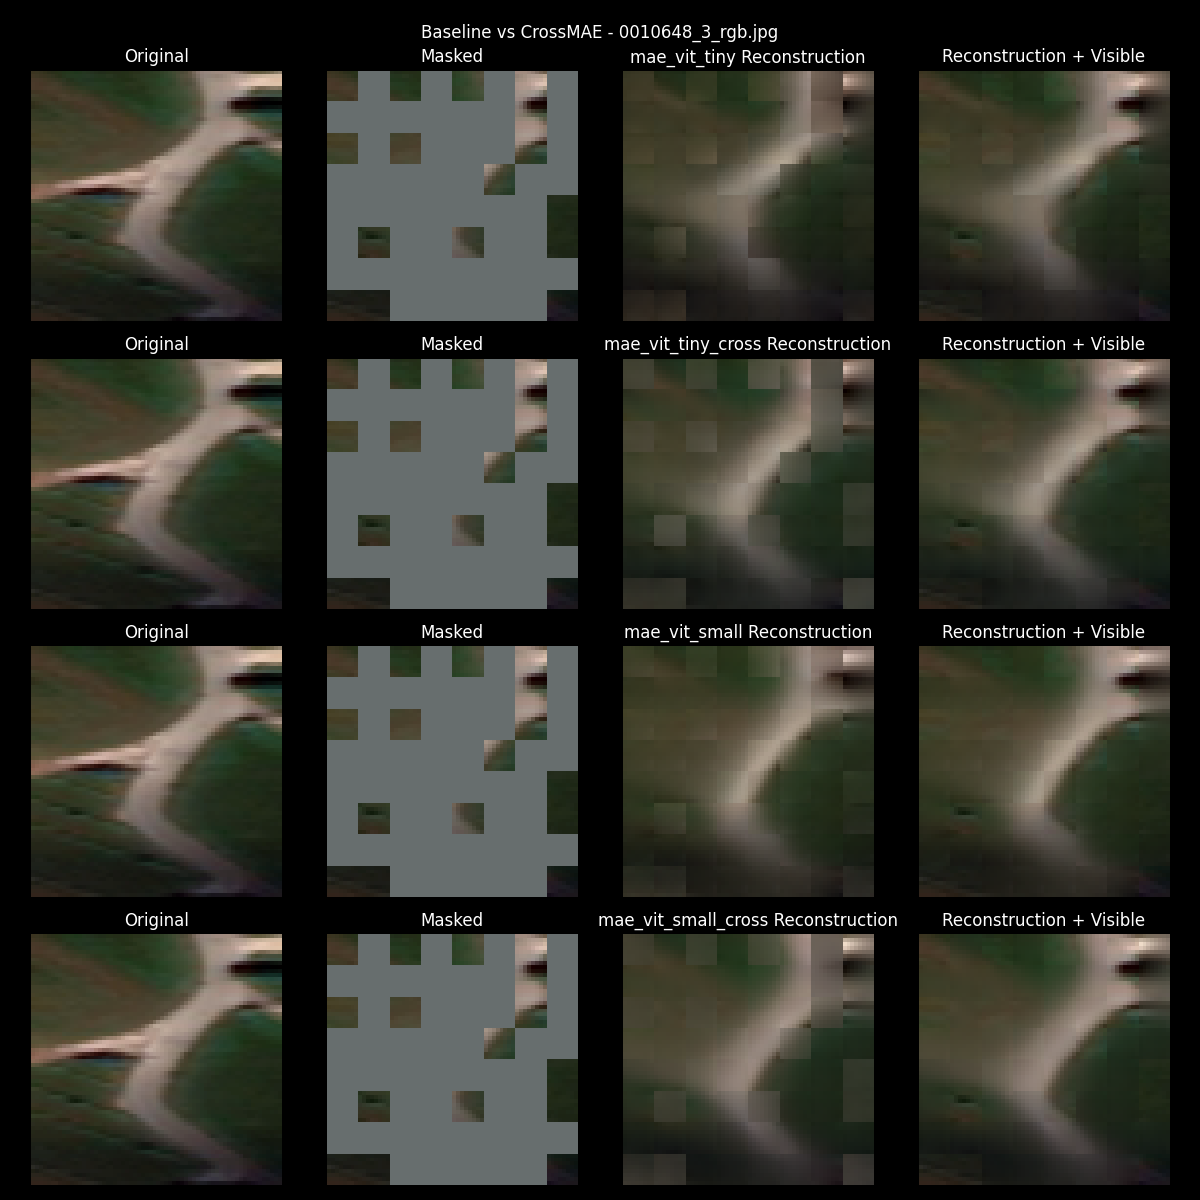 Baseline vs CrossMAE - 0010648_3_rgb.jpg
Original Masked mae_vit_tiny Reconstruction Reconstruction + Visible
Original Masked mae_vit_tiny_cross Reconstruction Reconstruction + Visible
Original Masked mae_vit_small Reconstruction Reconstruction + Visible
Original Masked mae_vit_small_cross Reconstruction Reconstruction + Visible